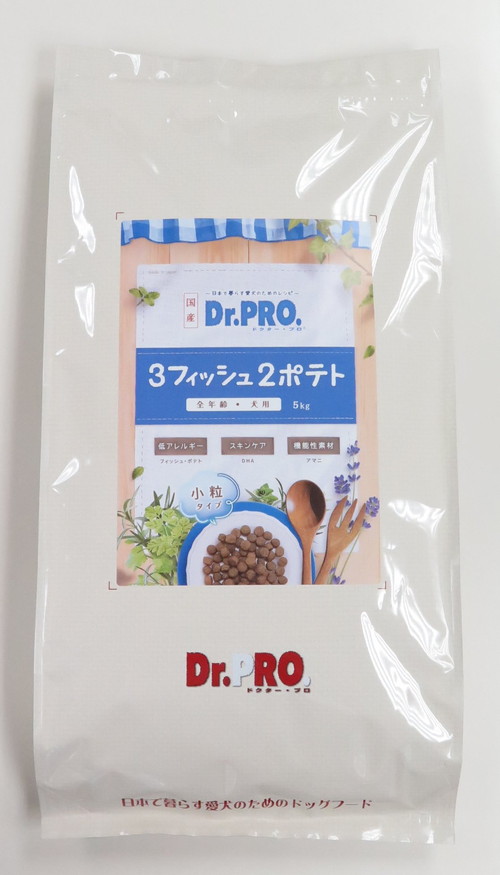 〜日本で暮らす愛犬のためのレシピ〜
国産
Dr.PRO.
ドクター・プロ
3フィッシュ2ポテト
全年齢・犬用 5kg
低アレルギー スキンケア 機能性素材
フィッシュ・ポテト DHA アマニ
小粒
タイプ
Dr.PRO.
ドクター・プロ
日本で暮らす愛犬のためのドッグフード